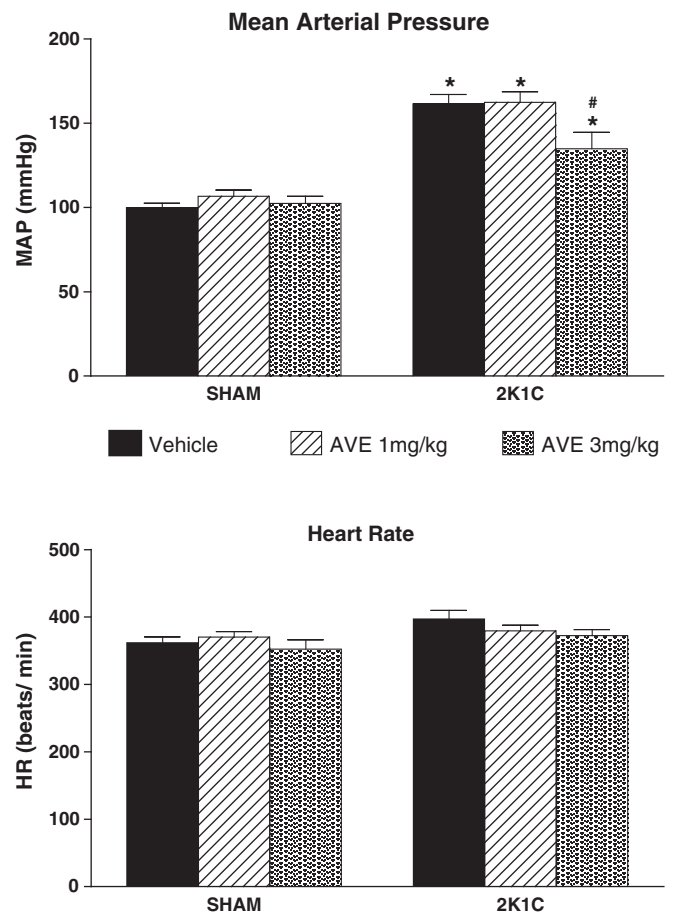 Mean Arterial Pressure
200
150
100
50
0
MAP (mmHg)
* * # *
SHAM 2K1C
Vehicle AVE 1mg/kg AVE 3mg/kg
Heart Rate
500
400
300
200
100
0
HR (beats/ min)
SHAM 2K1C